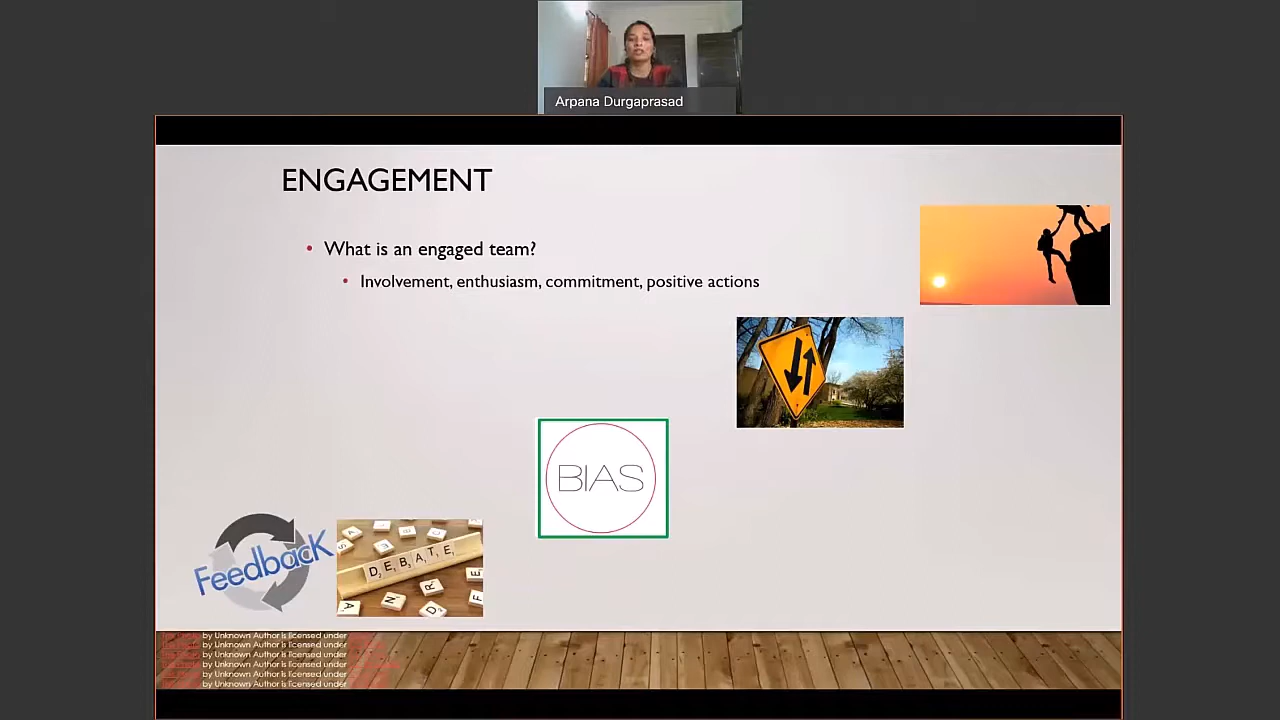 Arpana Durgaprasad
ENGAGEMENT
• What is an engaged team?
• Involvement, enthusiasm, commitment, positive actions
BIAS
Feedback
DEBATE
by Unknown Author is licensed under
by Unknown Author is licensed under
by Unknown Author is licensed under
by Unknown Author is licensed under
by Unknown Author is licensed under
by Unknown Author is licensed under